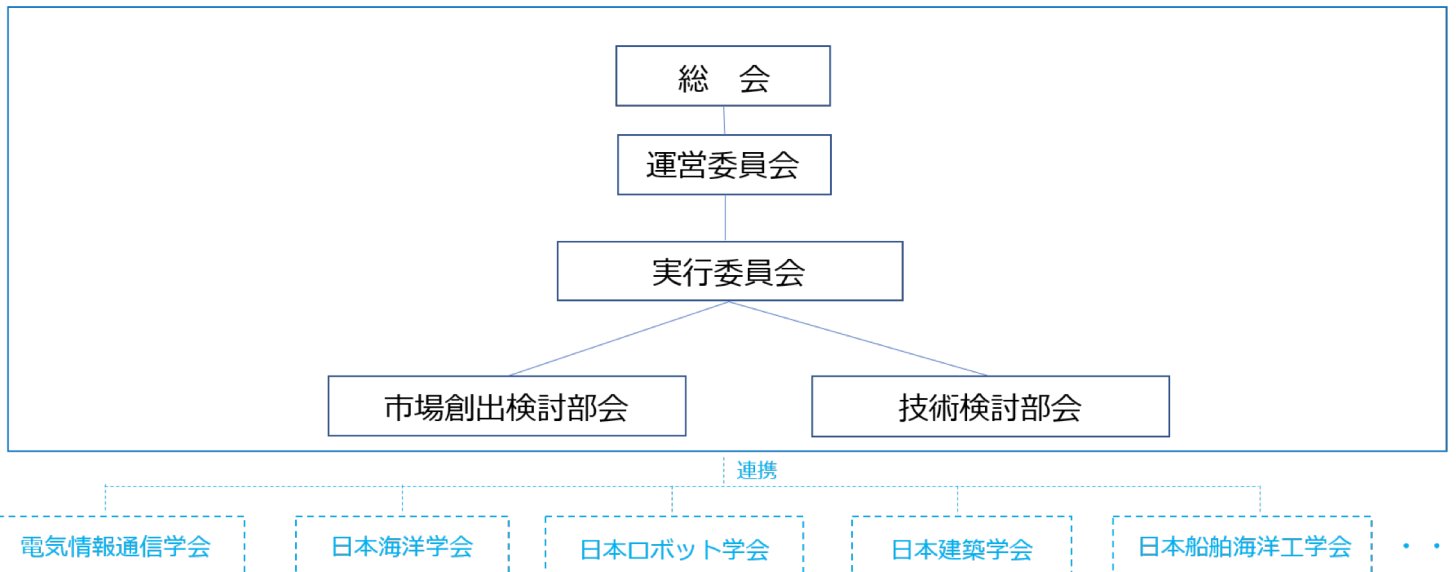 総　会
運営委員会
実行委員会
市場創出検討部会
技術検討部会
連携
電気情報通信学会
日本海洋学会
日本ロボット学会
日本建築学会
日本船舶海洋工学会
・・